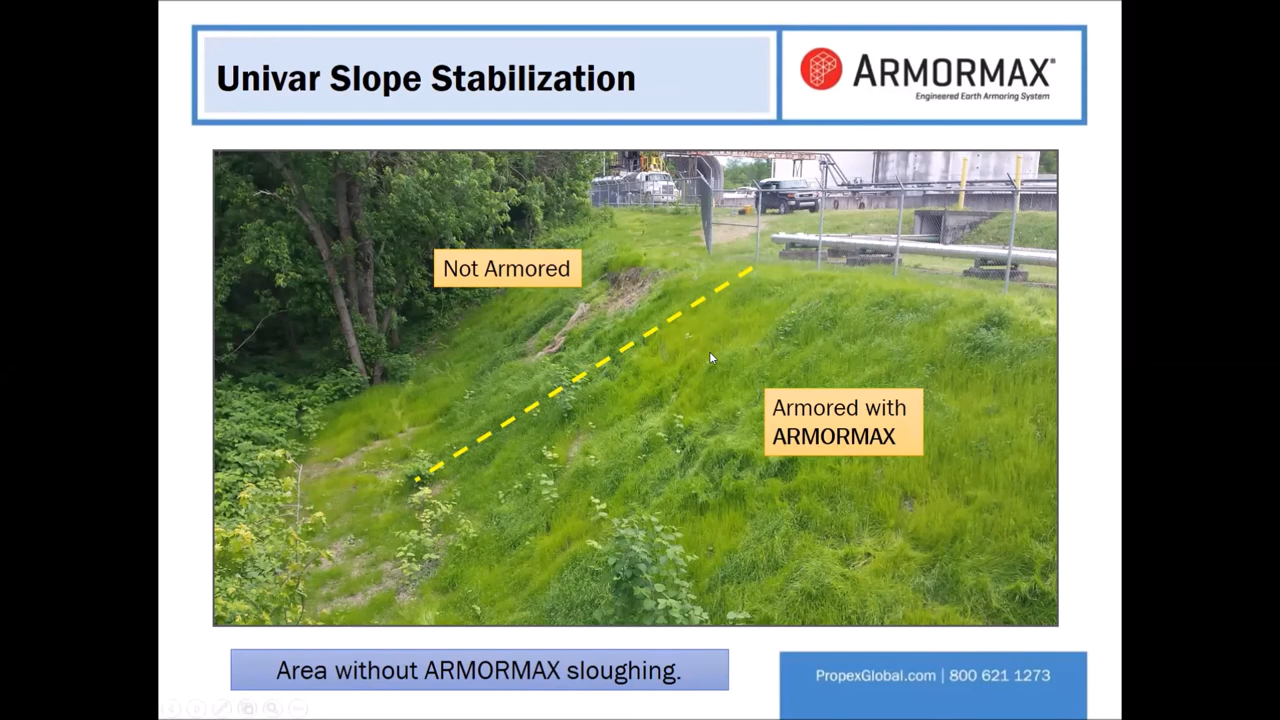 Univar Slope Stabilization
ARMORMAX®
Engineered Earth Armoring System
Not Armored
Armored with
ARMORMAX
Area without ARMORMAX sloughing.
PropexGlobal.com | 800 621 1273